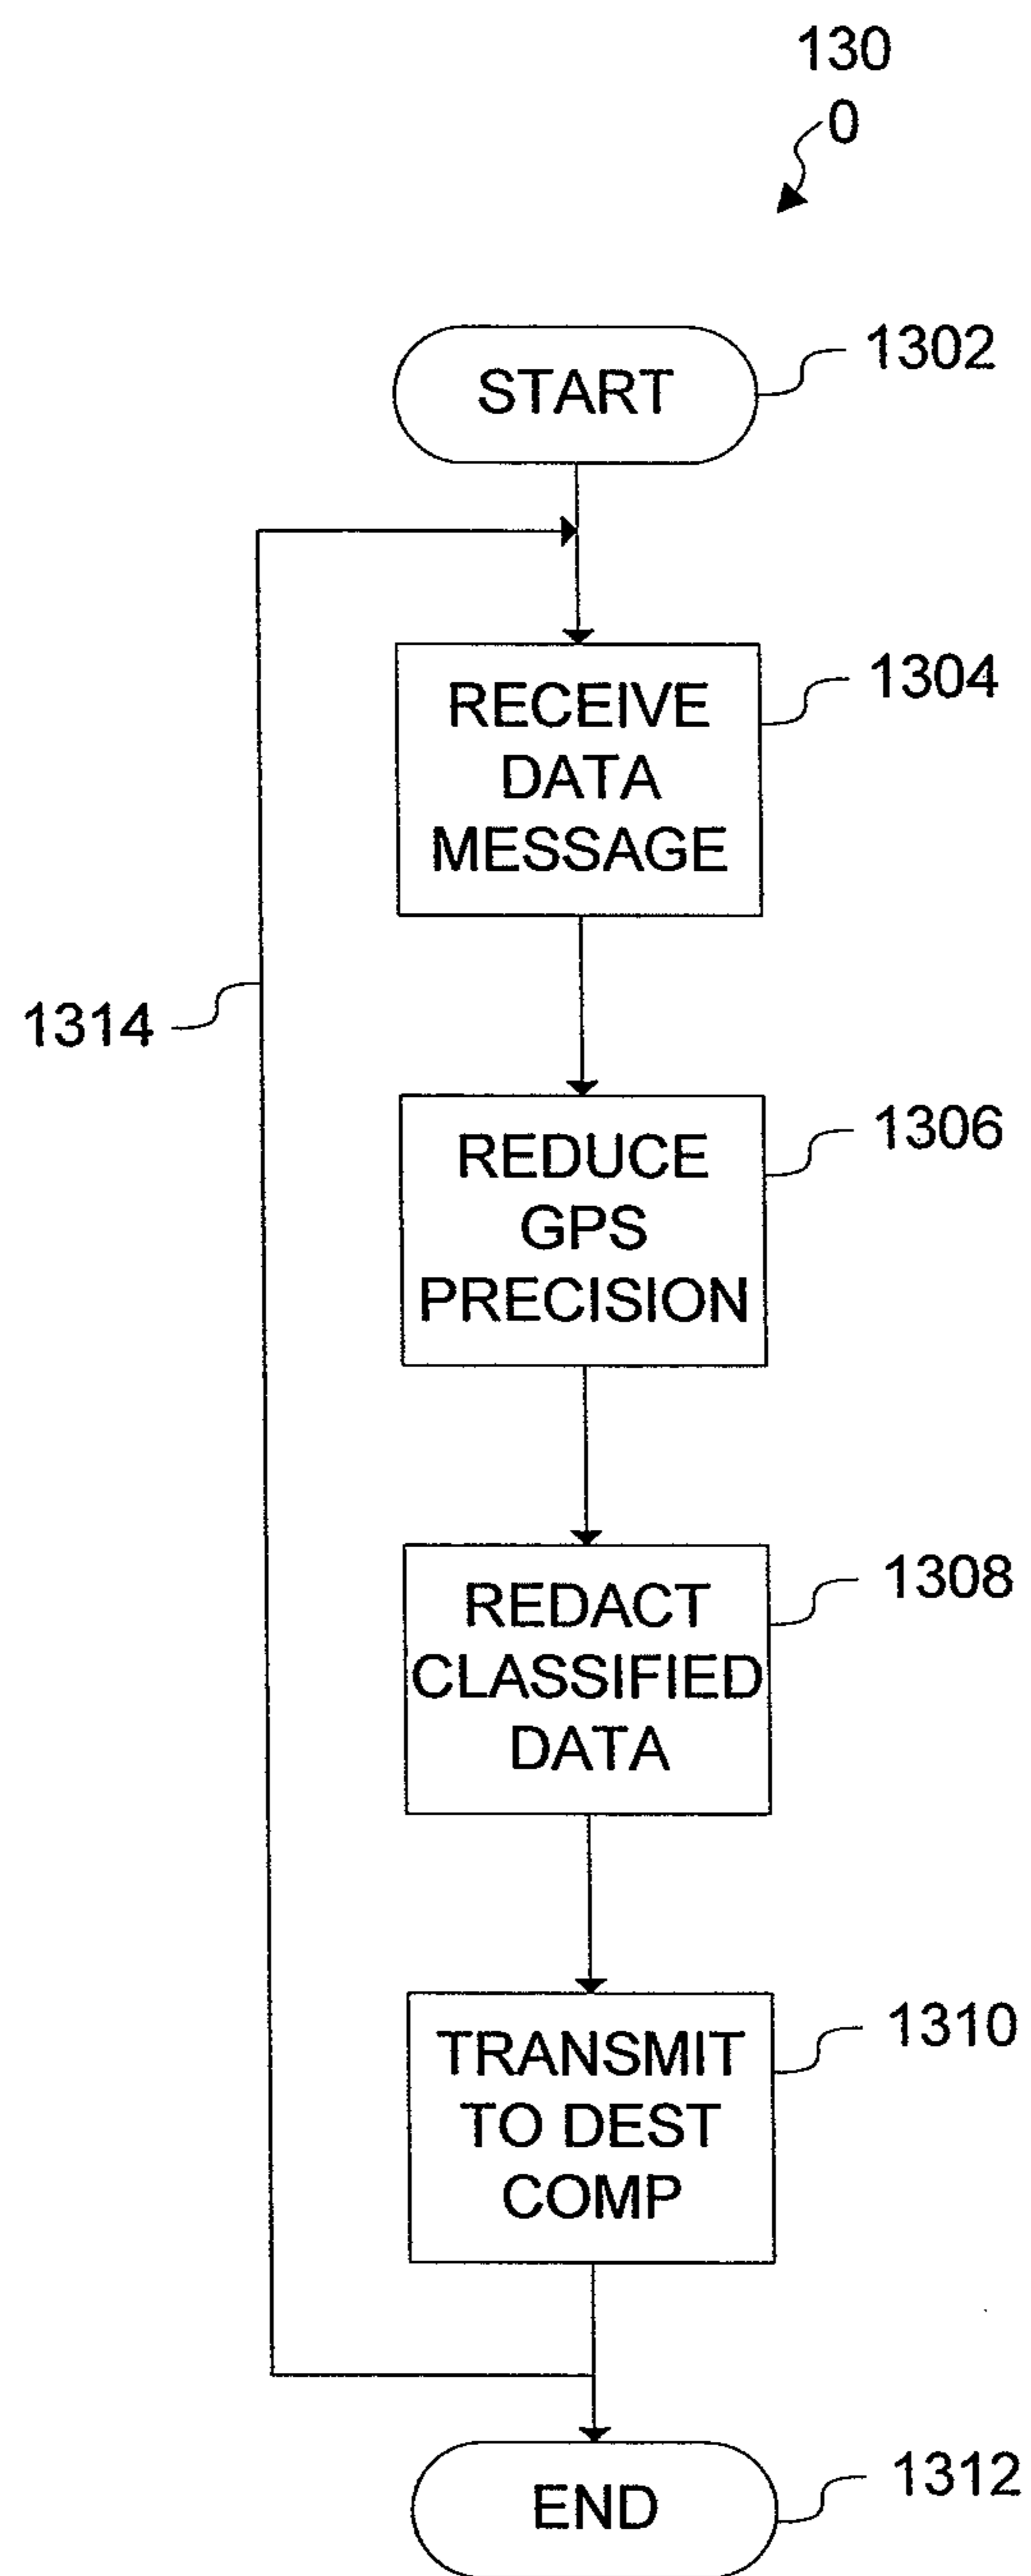 130
0
START
1302
RECEIVE
DATA
MESSAGE
1304
1314
REDUCE
GPS
PRECISION
1306
REDACT
CLASSIFIED
DATA
1308
TRANSMIT
TO DEST
COMP
1310
END
1312